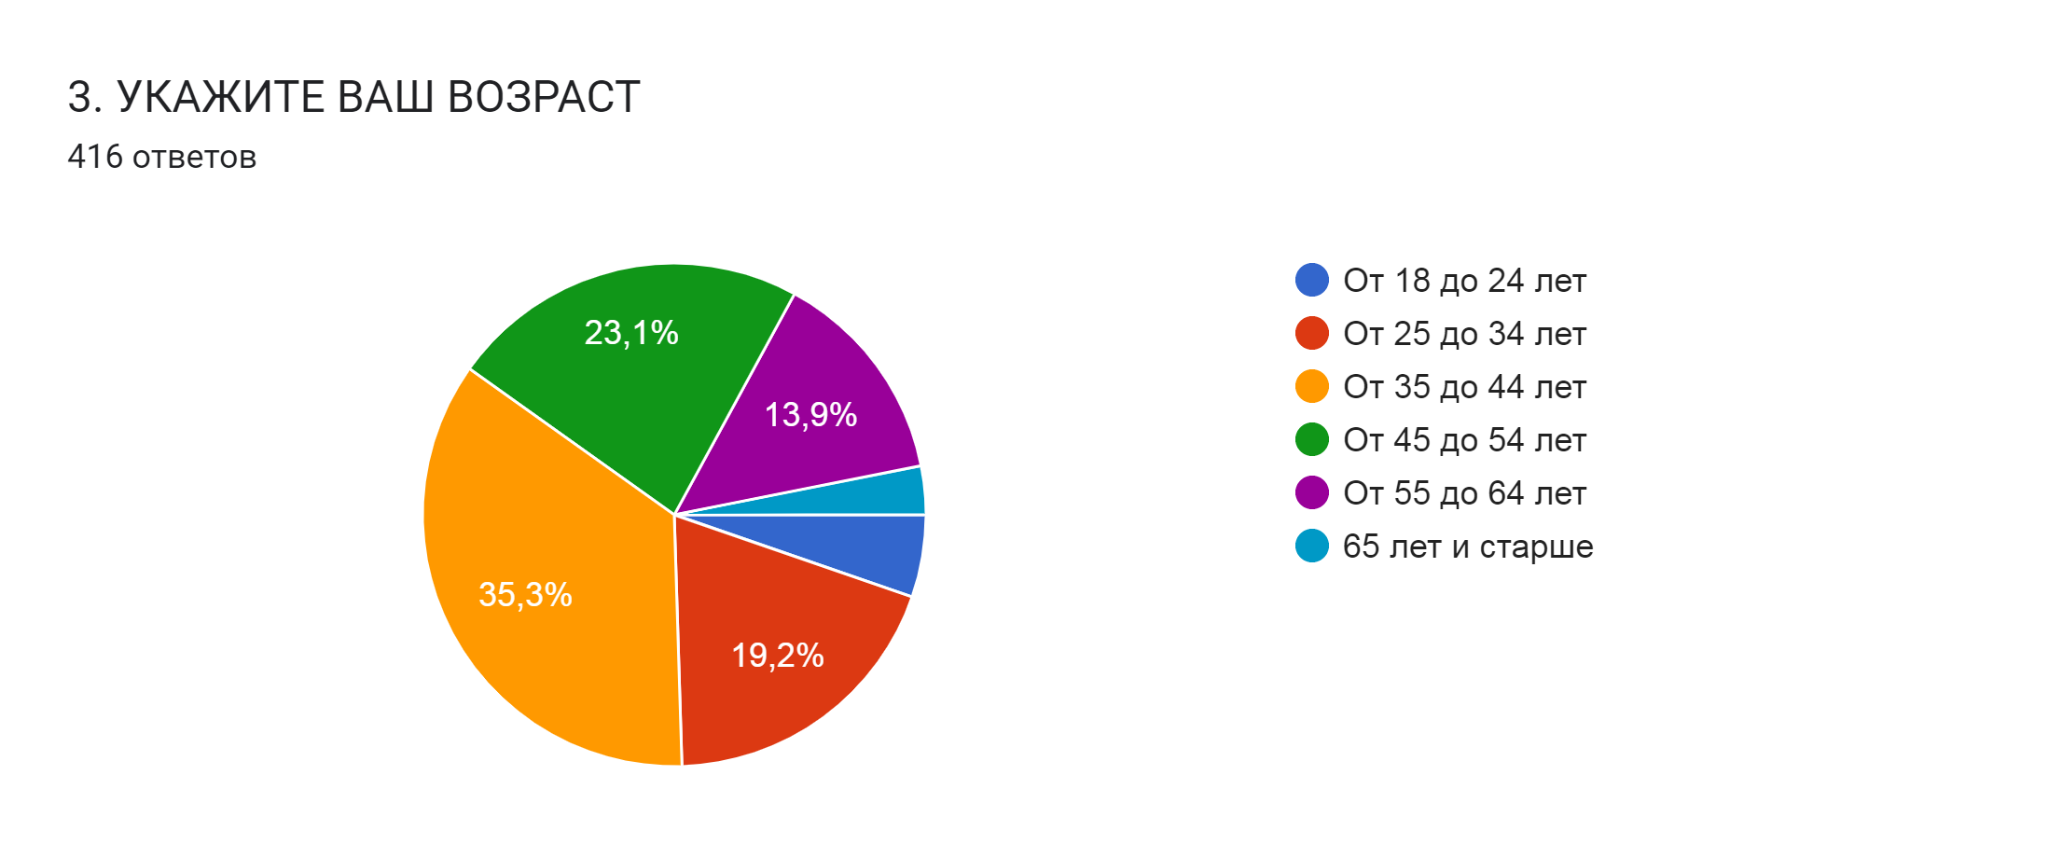 3. УКАЖИТЕ ВАШ ВОЗРАСТ
416 ответов
23,1%
13,9%
35,3%
19,2%
От 18 до 24 лет
От 25 до 34 лет
От 35 до 44 лет
От 45 до 54 лет
От 55 до 64 лет
65 лет и старше